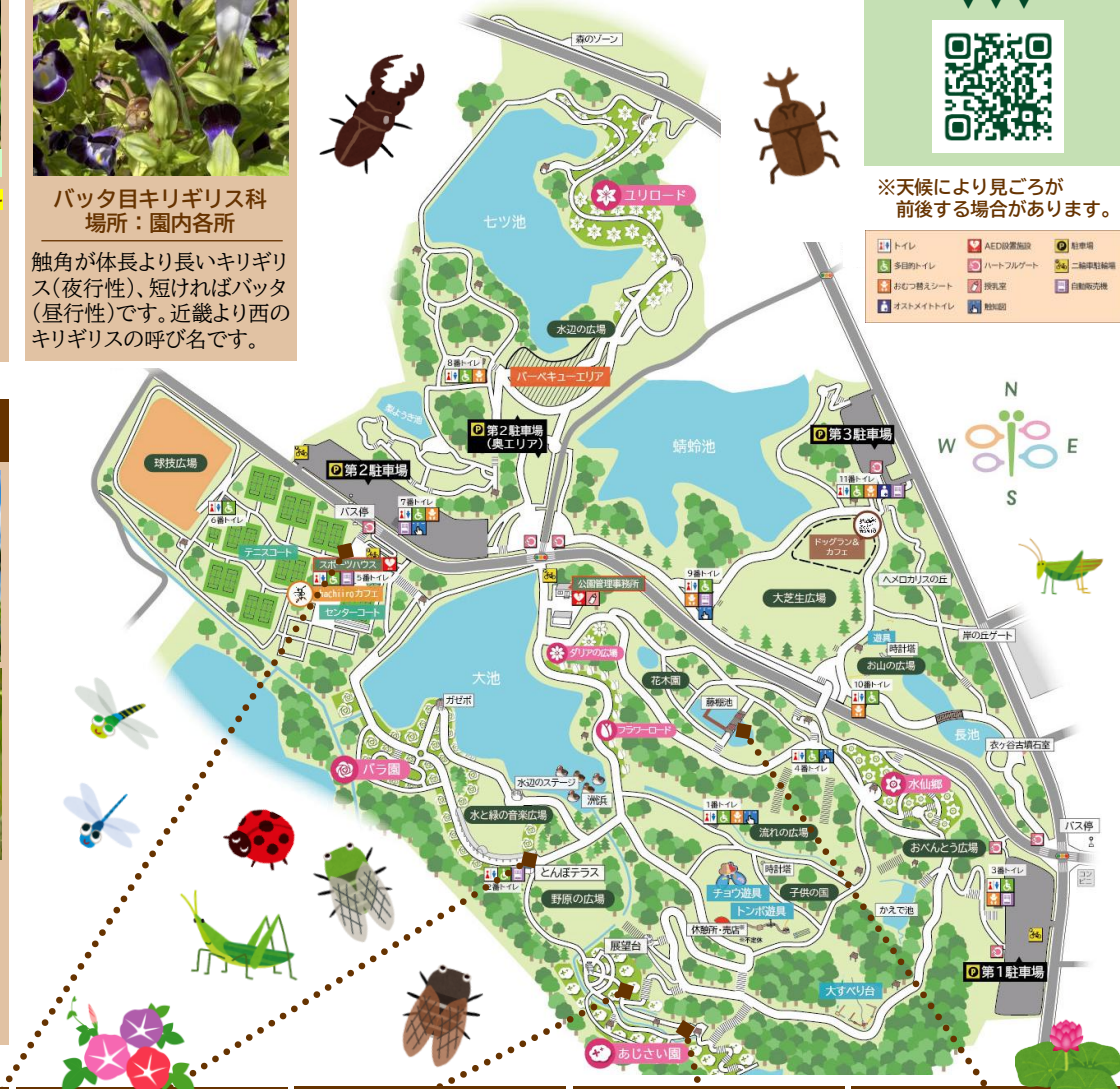 バッタ目キリギリス科
場所：園内各所
触角が体長より長いキリギリ
ス(夜行性)、短ければバッタ
(昼行性)です。近畿より西の
キリギリスの呼び名です。
※天候により見ごろが
前後する場合があります。
トイレ
多目的トイレ
おむつ替えシート
オストメイトトイレ
AED設置施設
ハートフルゲート
授乳室
触知図
駐車場
二輪車駐輪場
自動販売機
N
W
E
S
森のゾーン
ユリロード
七ツ池
水辺の広場
8番トイレ
バーベキューエリア
P第2駐車場
(奥エリア)
蜻蛉池
P第3駐車場
11番トイレ
ドッグラン&
カフェ
球技広場
P第2駐車場
7番トイレ
バス停
6番トイレ
テニスコート
スポーツハウス
5番トイレ
hachiiroカフェ
センターコート
公園管理事務所
9番トイレ
大芝生広場
ヘメロカリスの丘
遊具
時計塔
お山の広場
岸の丘ゲート
10番トイレ
長池
衣ヶ谷古墳石室
大池
ダリアの広場
花木園
藤棚池
ガゼボ
フラワーロード
4番トイレ
水仙郷
バラ園
水辺のステージ
洲浜
水と緑の音楽広場
1番トイレ
流れの広場
おべんとう広場
バス停
コン
ビニ
3番トイレ
とんぼテラス
2番トイレ
野原の広場
時計塔
チョウ遊具
子供の国
トンボ遊具
かえで池
休憩所・売店※
※不定休
展望台
P第1駐車場
大すべり台
あじさい園